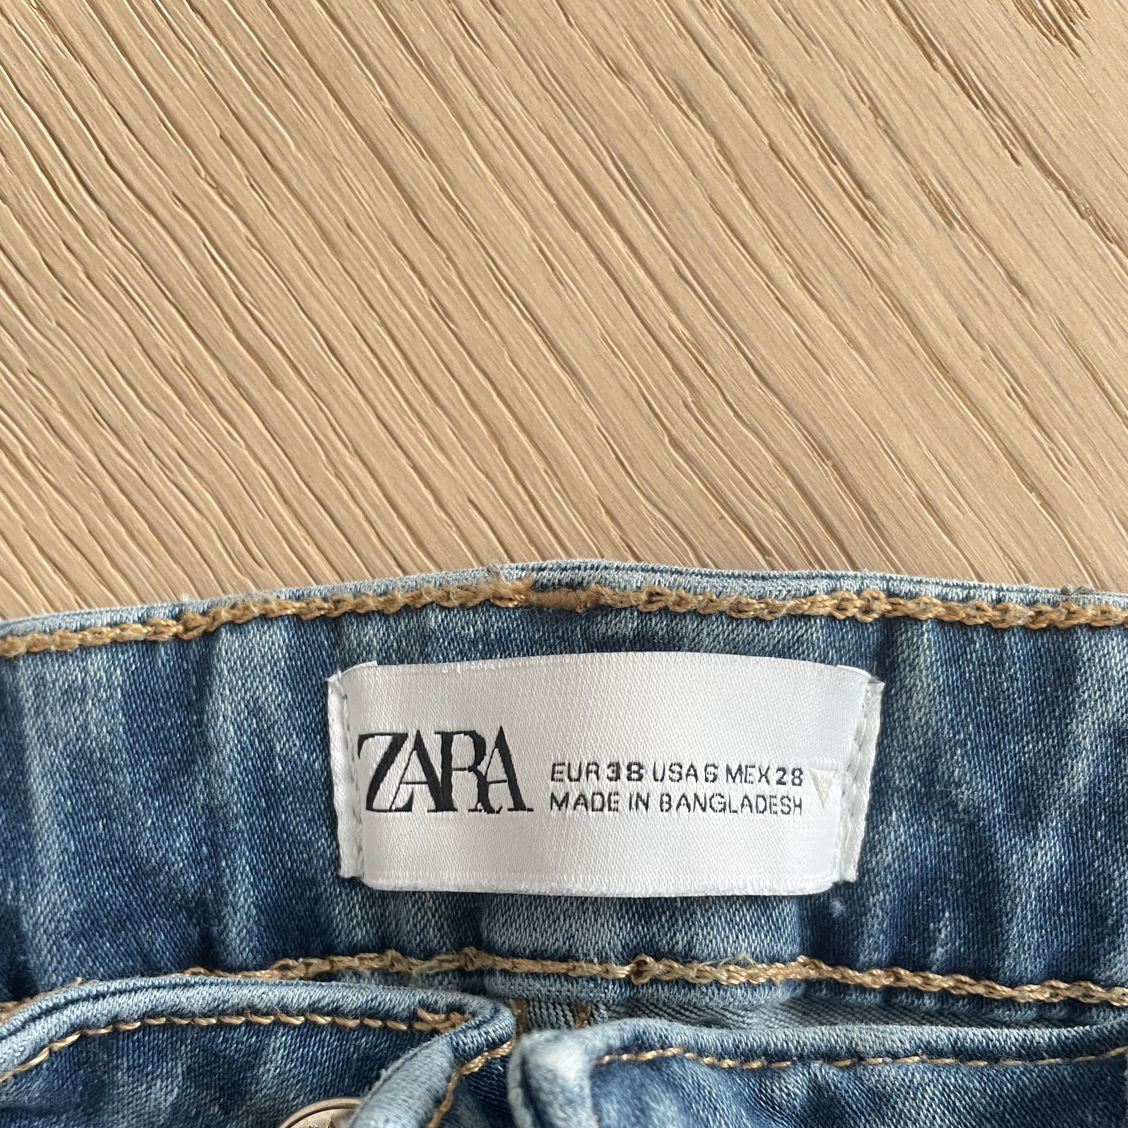 ZARA
EUR 38 USA 6 MEX 28
MADE IN BANGLADESH